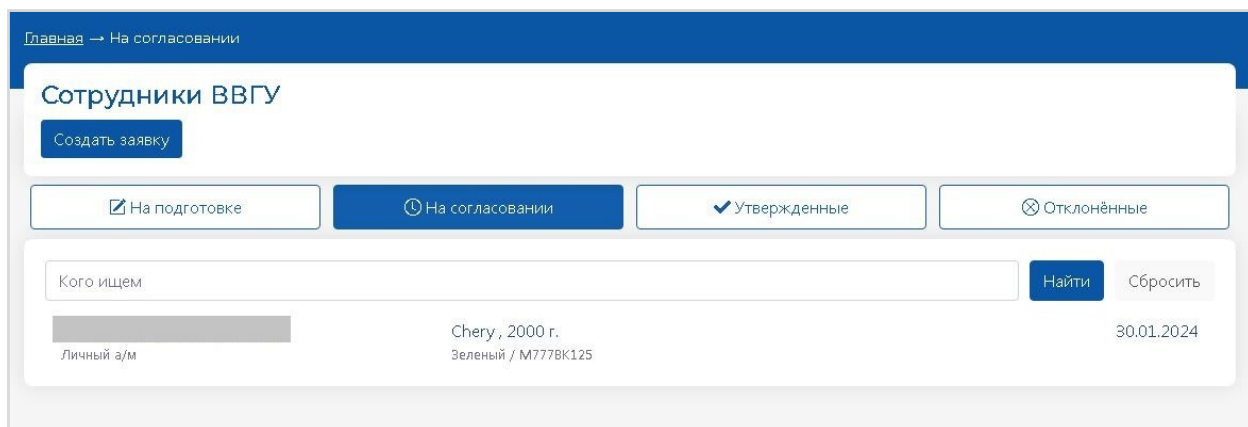 Главная → На согласовании
Сотрудники ВВГУ
Создать заявку
На подготовке
На согласовании
Утвержденные
Отклонённые
Кого ищем
Найти
Сбросить
Chery , 2000 г.
30.01.2024
Личный а/м
Зеленый / М777ВК125